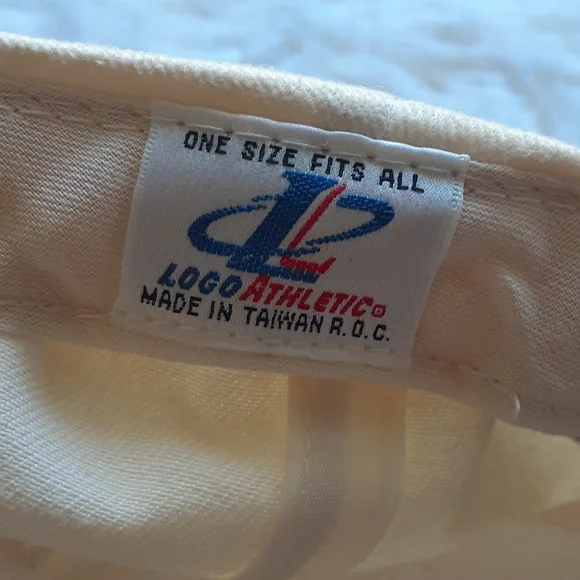 ONE SIZE FITS ALL
LOGO ATHLETIC
MADE IN TAIWAN R.O.C.